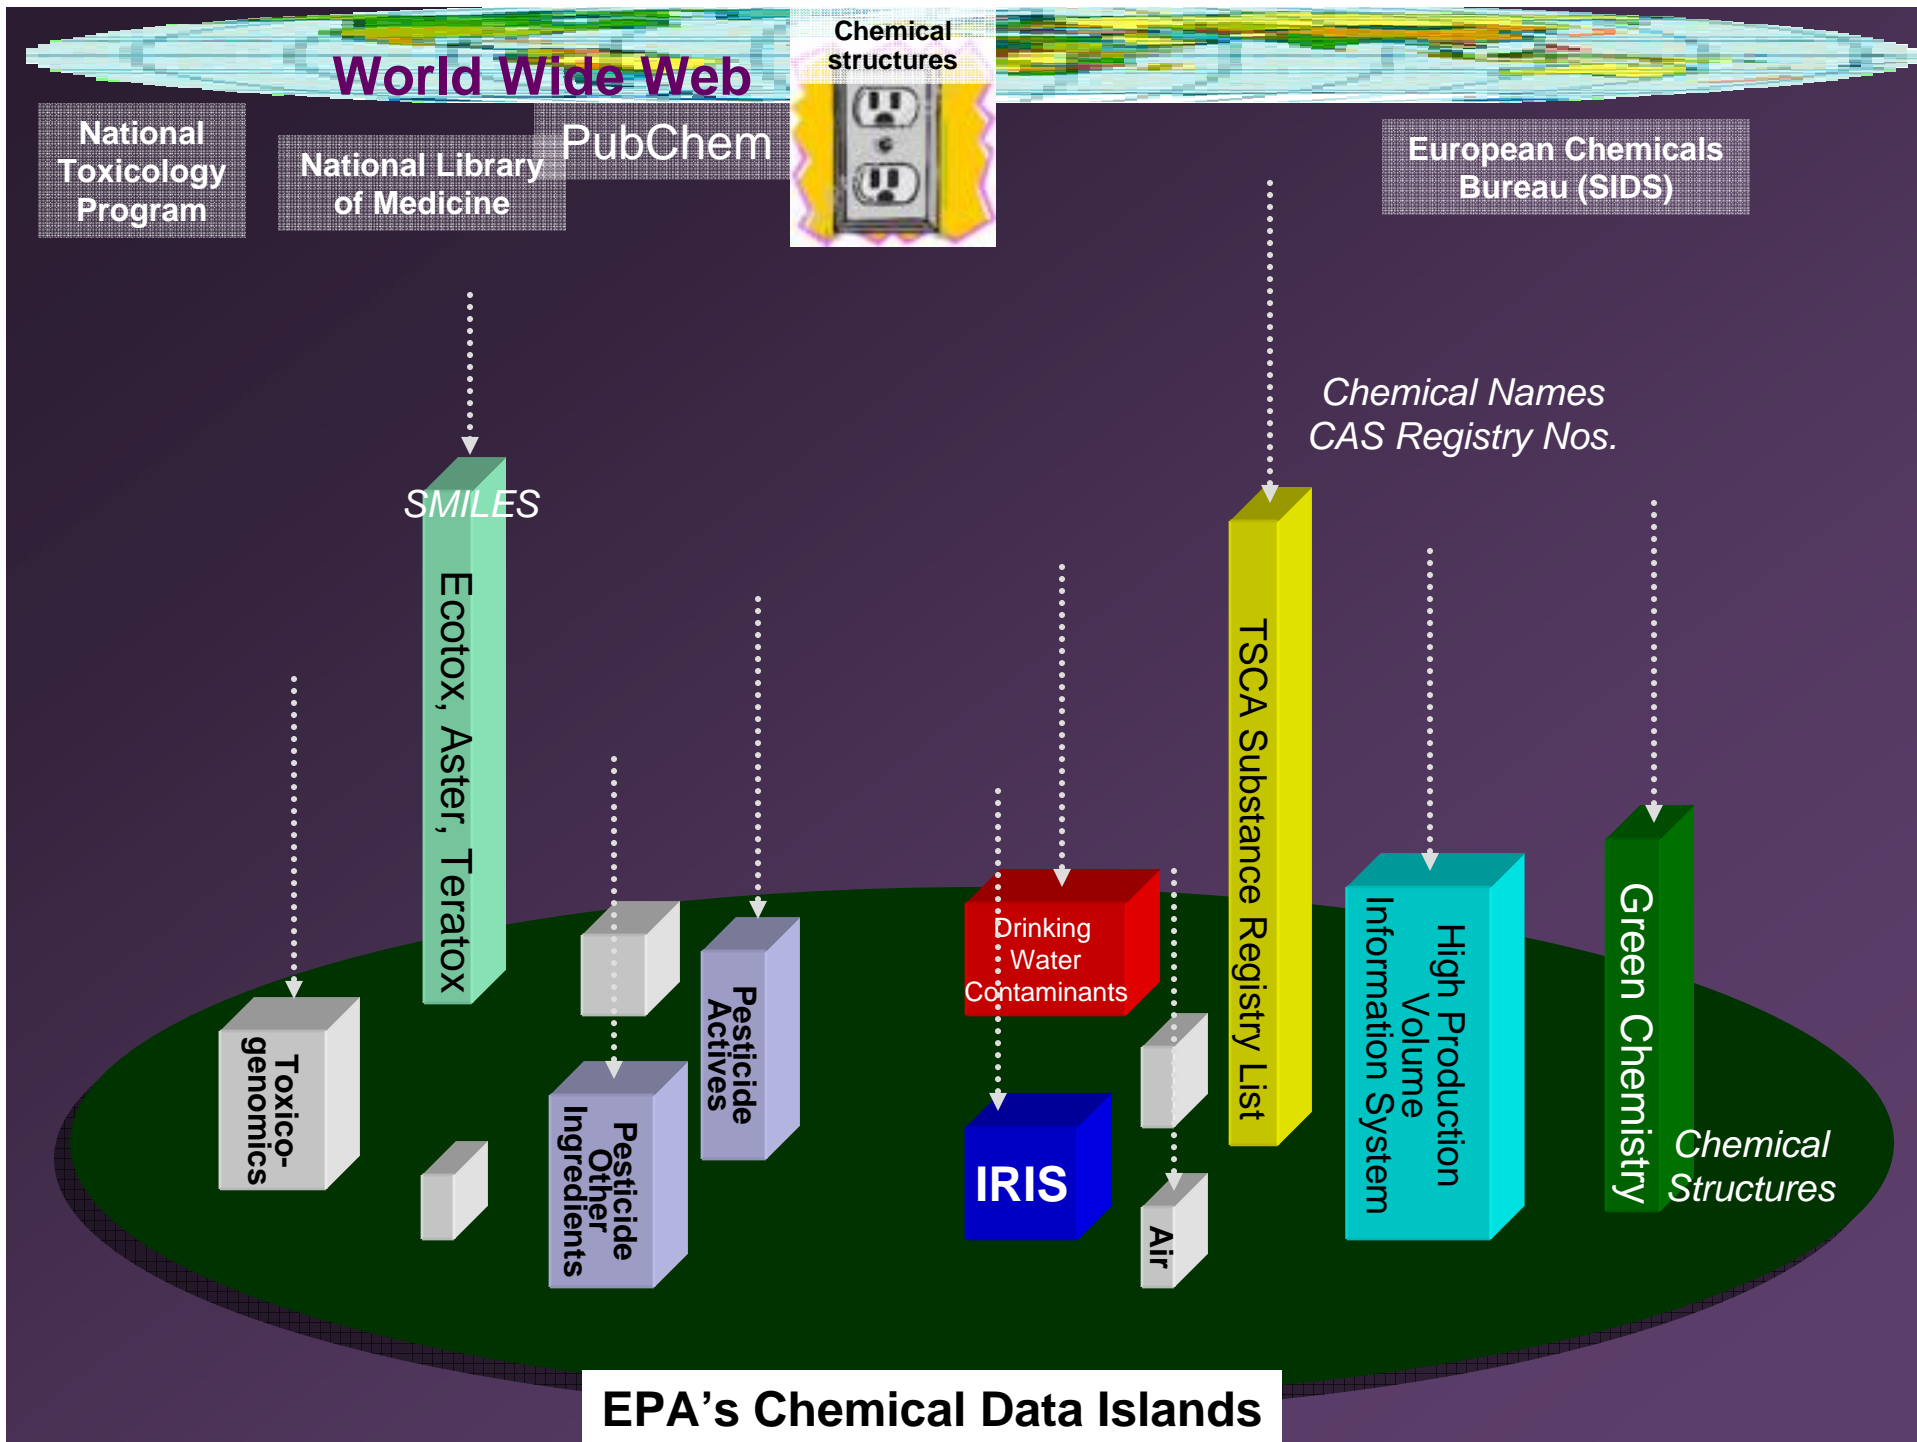 Chemical
structures
World Wide Web
National
Toxicology
Program
National Library
of Medicine
PubChem
European Chemicals
Bureau (SIDS)
Chemical Names
CAS Registry Nos.
SMILES
Ecotox, Aster, Teratox
TSCA Substance Registry List
High Production
Volume
Information System
Green Chemistry
Drinking
Water
Contaminants
Pesticide
Actives
Toxico-
genomics
Pesticide
Other
Ingredients
IRIS
Air
Chemical
Structures
EPA's Chemical Data Islands